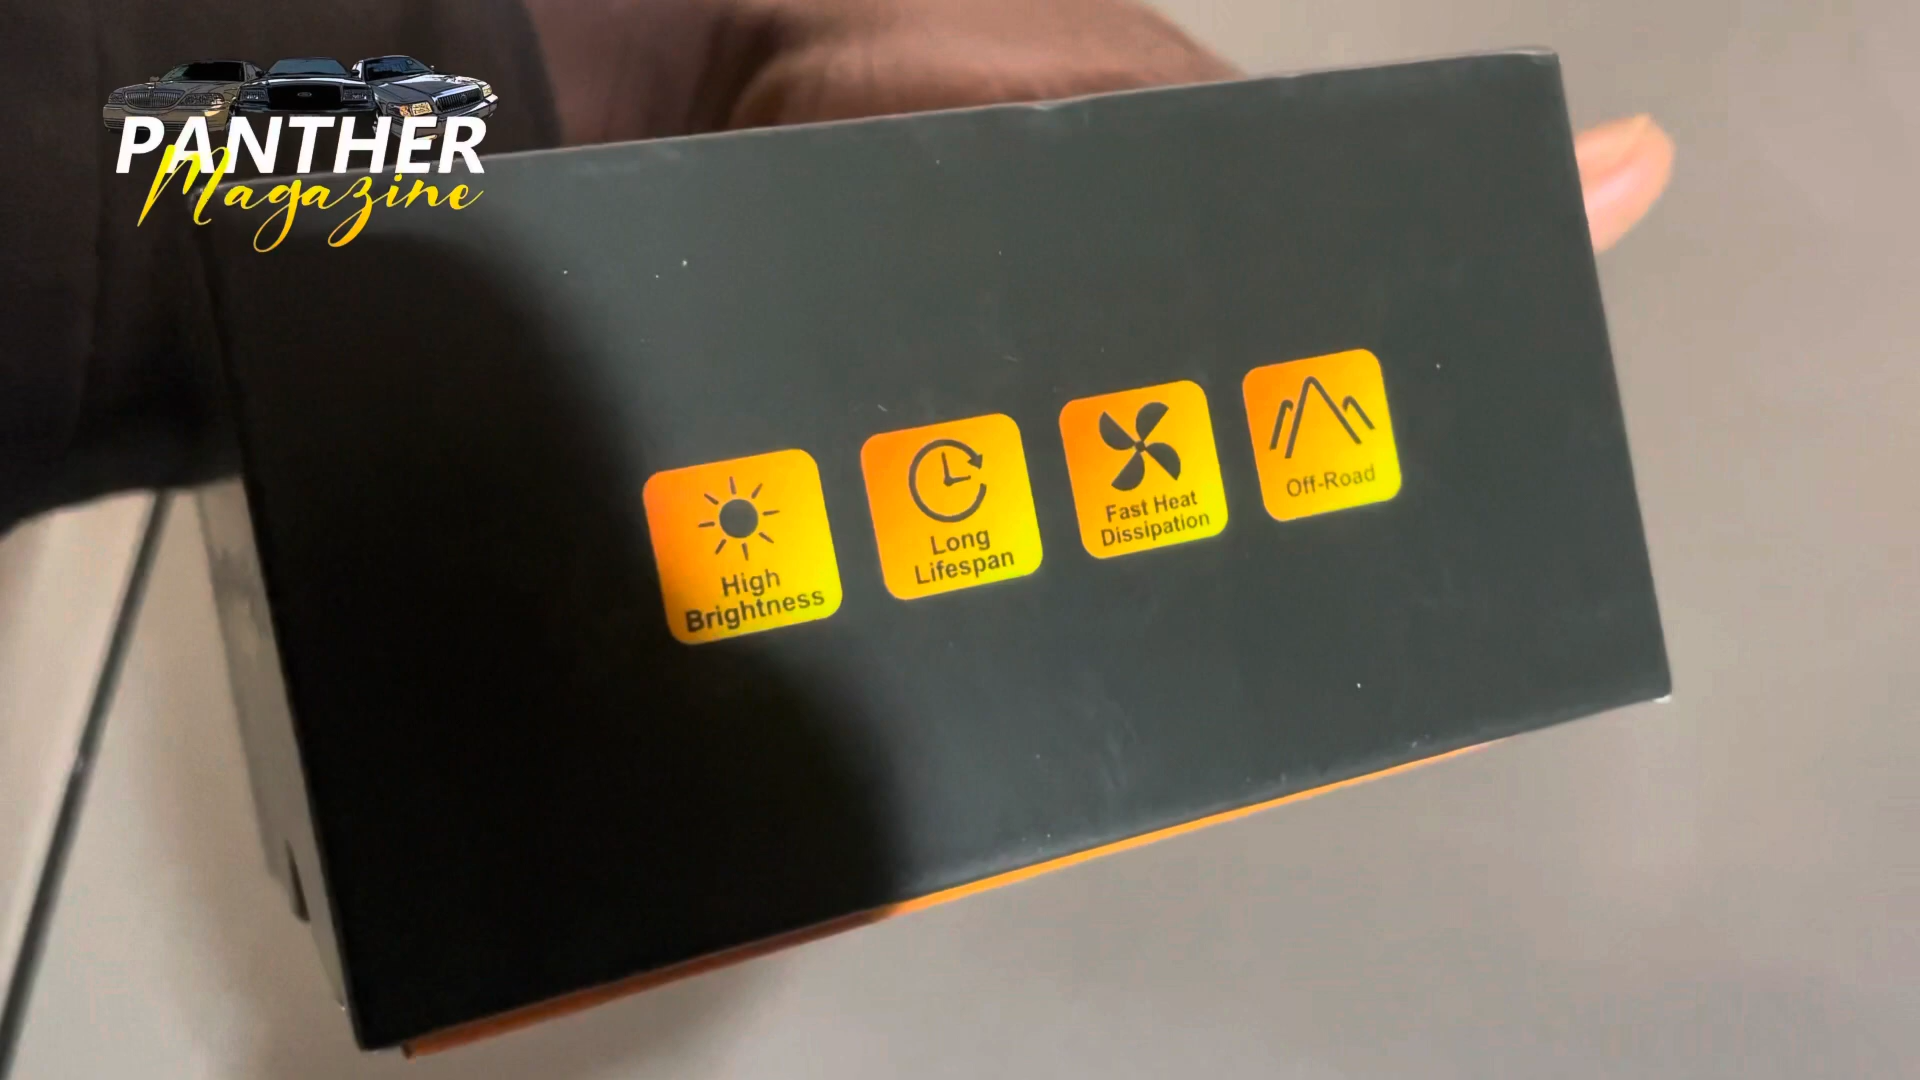 PANTHER
Magazine
High
Brightness
Long
Lifespan
Fast Heat
Dissipation
Off-Road